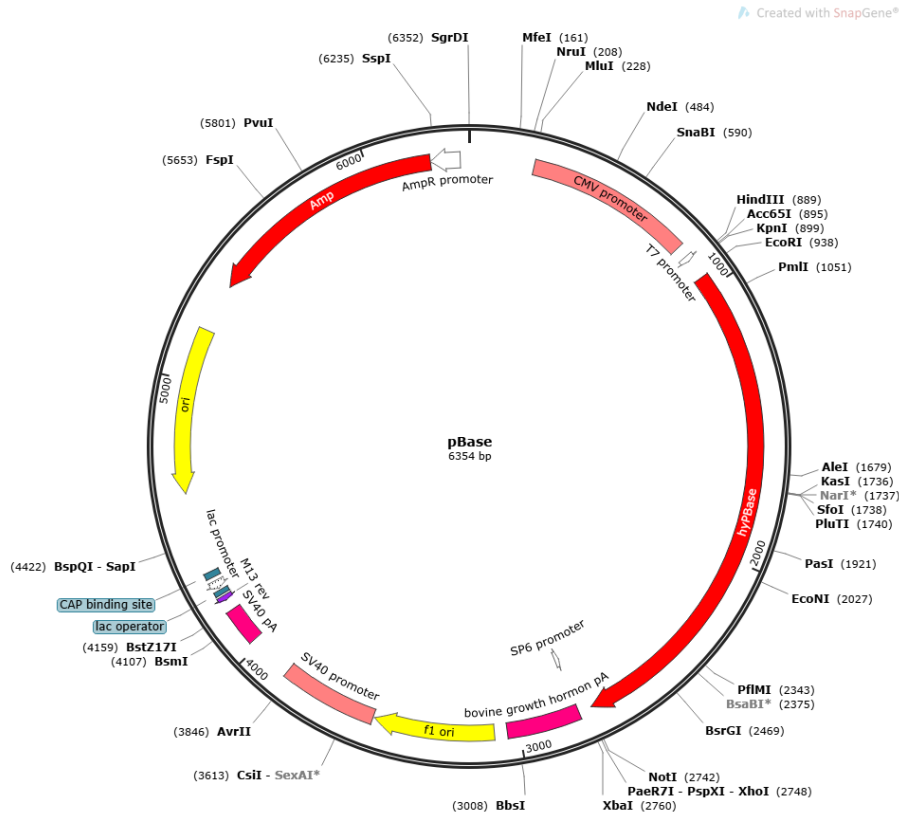 Created with SnapGene®
(6352) SgrDI
(6235) SspI
(5801) PvuI
(5653) FspI
MfeI (161)
NruI (208)
MluI (228)
NdeI (484)
SnaBI (590)
HindIII (889)
Acc65I (895)
KpnI (899)
EcoRI (938)
PmlI (1051)
6000
Amp
AmpR promoter
CMV promoter
T7 promoter
1000
5000
ori
pBase
6354 bp
hyPBase
AleI (1679)
KasI (1736)
NarI* (1737)
SfoI (1738)
PluTI (1740)
PasI (1921)
2000
EcoNI (2027)
lac promoter
M13 rev
SV40 pA
(4422) BspQI - SapI
CAP binding site
lac operator
(4159) BstZ17I
(4107) BsmI
4000
SV40 promoter
SP6 promoter
bovine growth hormon pA
f1 ori
3000
PflMI (2343)
BsaBI* (2375)
BsrGI (2469)
(3846) AvrII
(3613) CsiI - SexAI*
(3008) BbsI
NotI (2742)
PaeR7I - PspXI - XhoI (2748)
XbaI (2760)